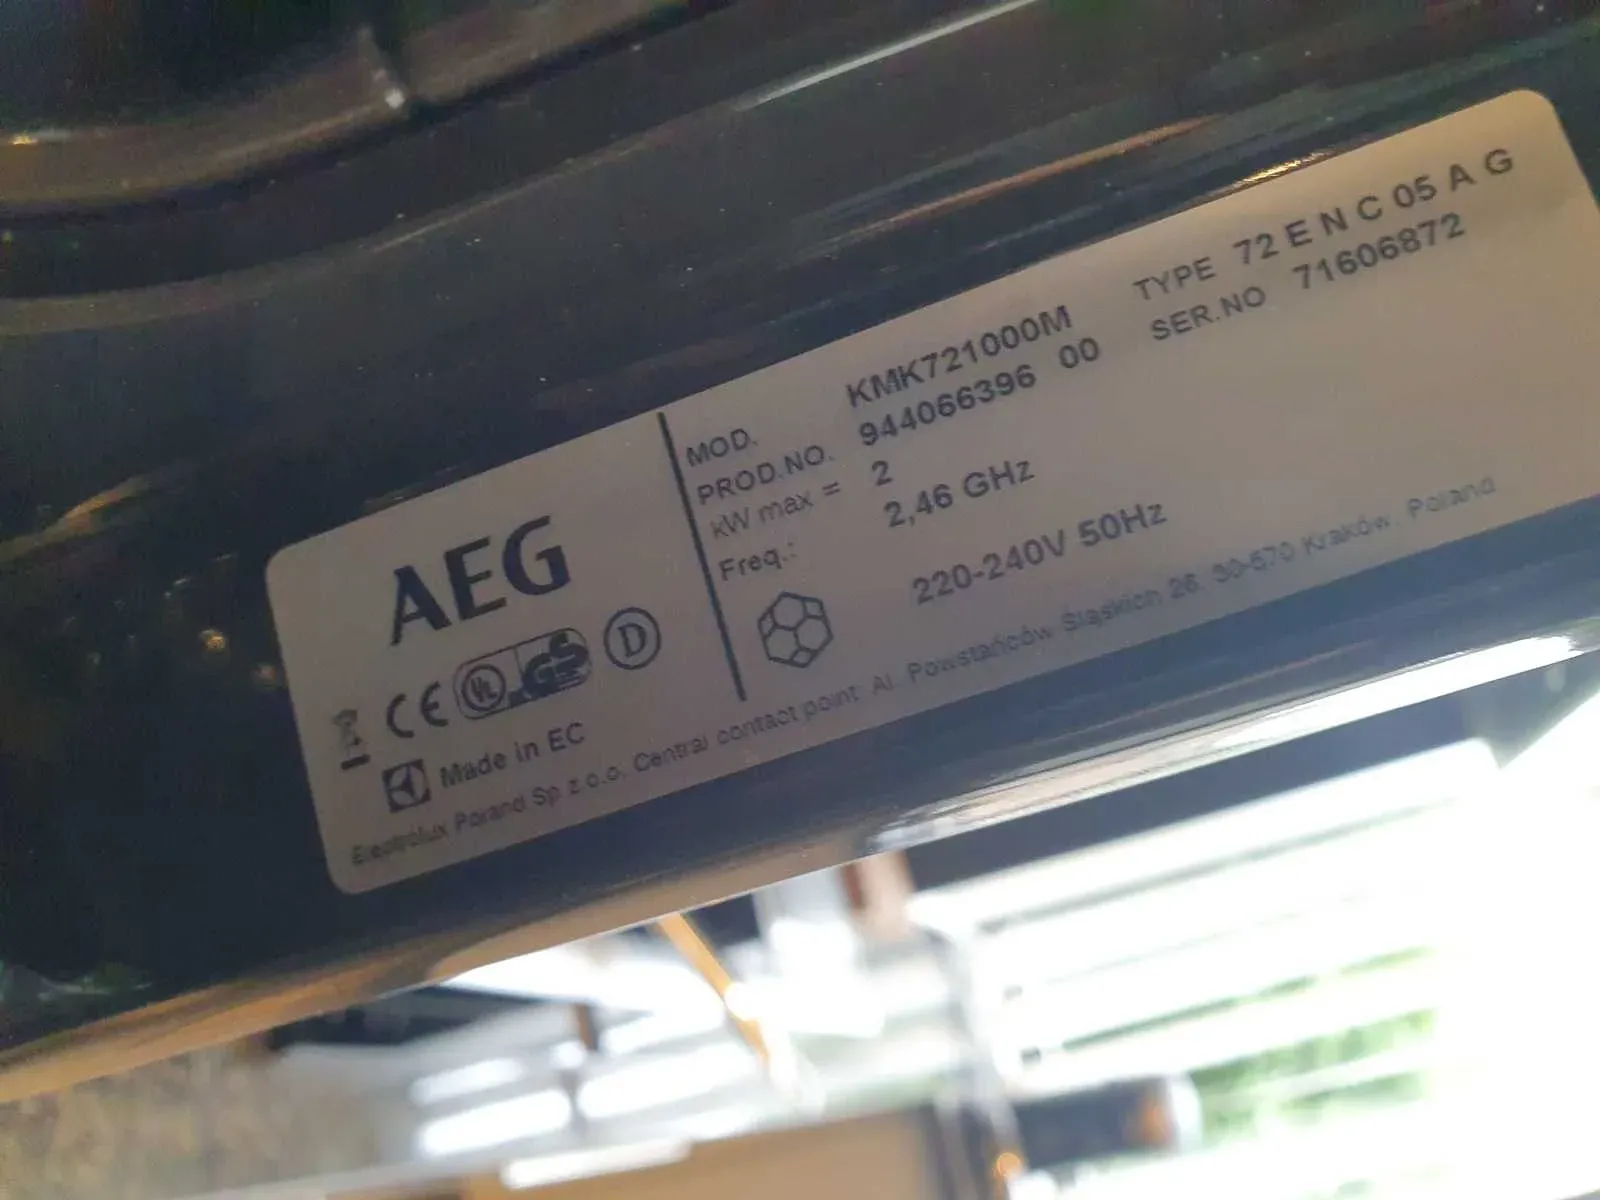 AEG
CE UL GS D
Made in EC
MOD. KMK721000M TYPE 72 E N C 05 A G
PROD.NO. 944066396 00 SER.NO 71606872
kW max = 2
Freq.: 2,46 GHz
220-240V 50Hz
Electrolux Poland Sp z.o.o. Central contact point: Al. Powstańców Śląskich 26, 30-570 Kraków, Poland